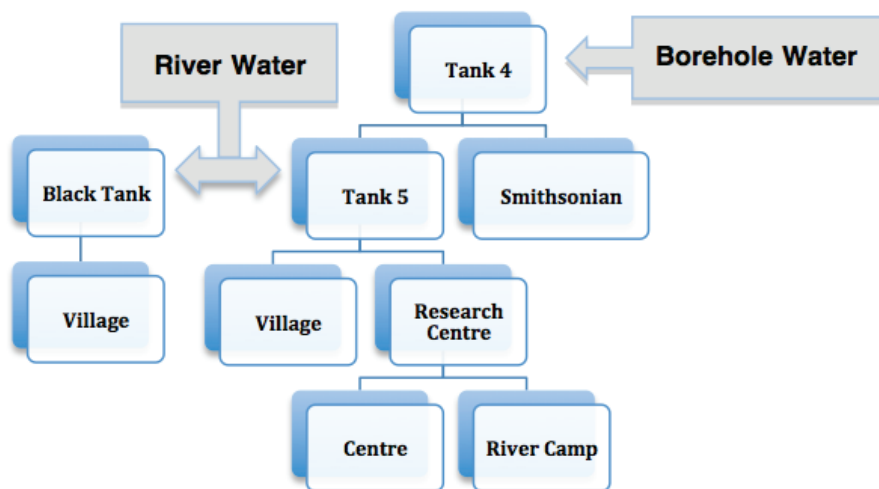 River Water
Tank 4
Borehole Water
Black Tank
Tank 5
Smithsonian
Village
Village
Research
Centre
Centre
River Camp